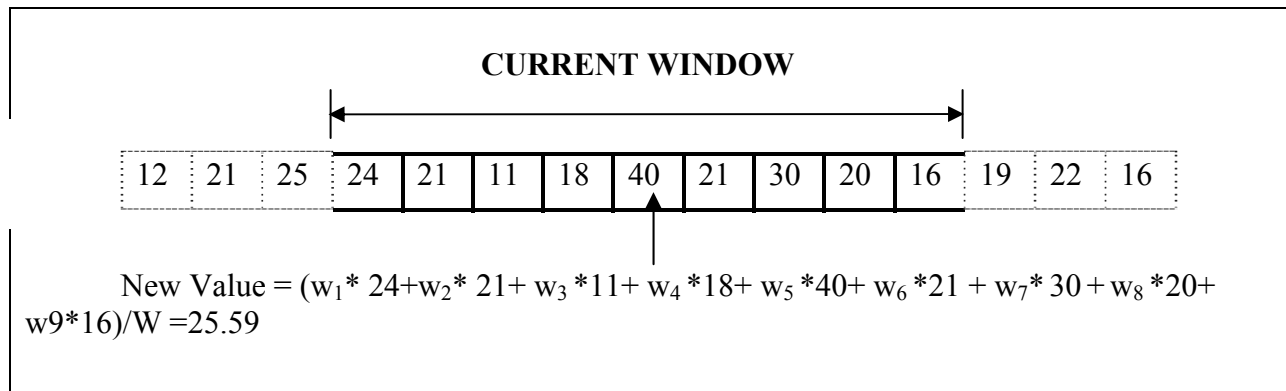 CURRENT WINDOW
12 21 25 24 21 11 18 40 21 30 20 16 19 22 16
New Value = (w₁* 24+w₂* 21+ w₃ *11+ w₄ *18+ w₅ *40+ w₆ *21 + w₇* 30 + w₈ *20+
w9*16)/W =25.59